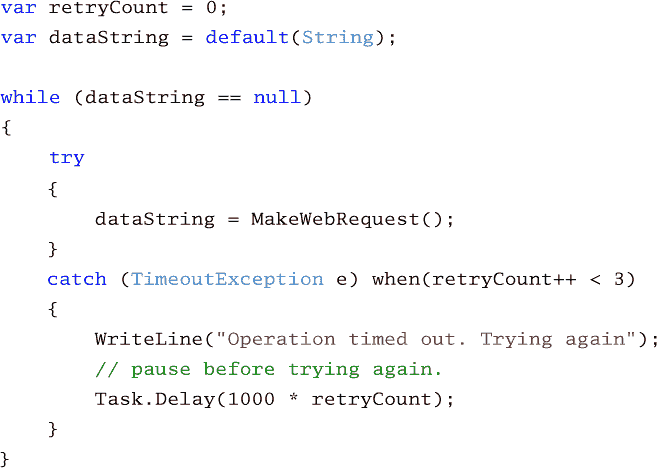 var retryCount = 0;
var dataString = default(String);
while (dataString == null)
{
try
{
dataString = MakeWebRequest();
}
catch (TimeoutException e) when(retryCount++ < 3)
{
WriteLine("Operation timed out. Trying again");
// pause before trying again.
Task.Delay(1000 * retryCount);
}
}